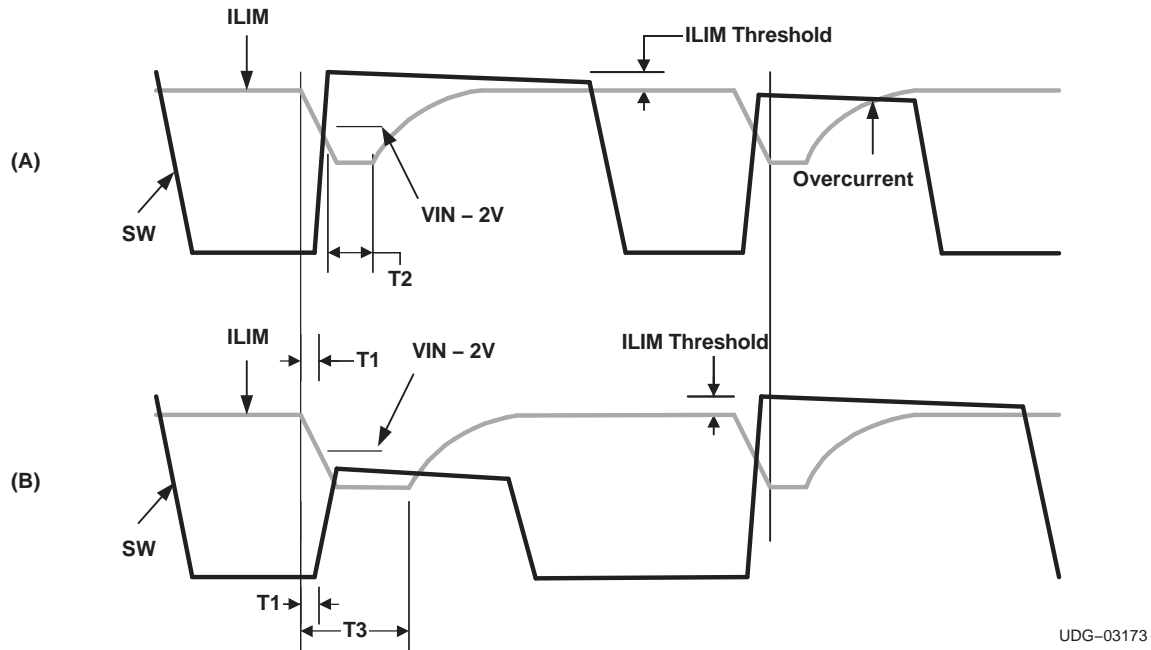 ILIM
ILIM Threshold
(A)
Overcurrent
VIN − 2V
SW
T2
ILIM
T1
VIN − 2V
ILIM Threshold
(B)
SW
T1
T3
UDG−03173